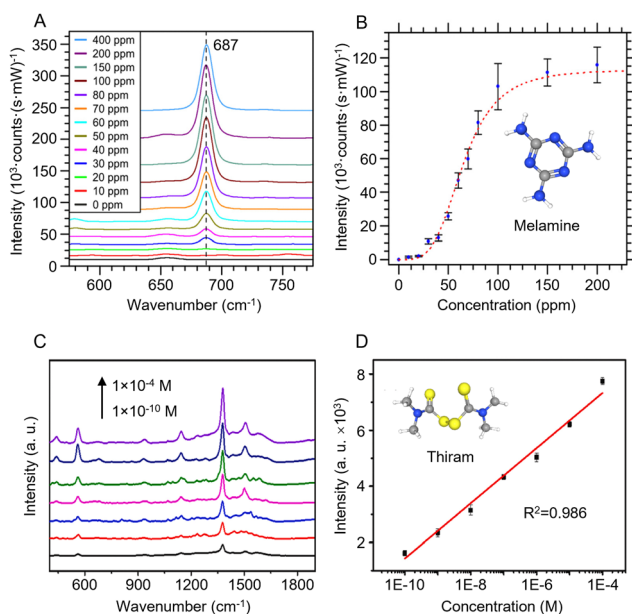 A
400 ppm
200 ppm
150 ppm
100 ppm
80 ppm
70 ppm
60 ppm
50 ppm
40 ppm
30 ppm
20 ppm
10 ppm
0 ppm
687
350
300
250
200
150
100
50
0
600 650 700 750
Intensity (10³·counts·(s·mW)⁻¹)
Wavenumber (cm⁻¹)
B
120
100
80
60
40
20
0
0 50 100 150 200
Intensity (10³·counts·(s·mW)⁻¹)
Concentration (ppm)
Melamine
C
1×10⁻⁴ M
1×10⁻¹⁰ M
Intensity (a. u.)
600 900 1200 1500 1800
Wavenumber (cm⁻¹)
D
8
6
4
2
Intensity (a. u. ×10³)
Thiram
R²=0.986
1E-10 1E-8 1E-6 1E-4
Concentration (M)